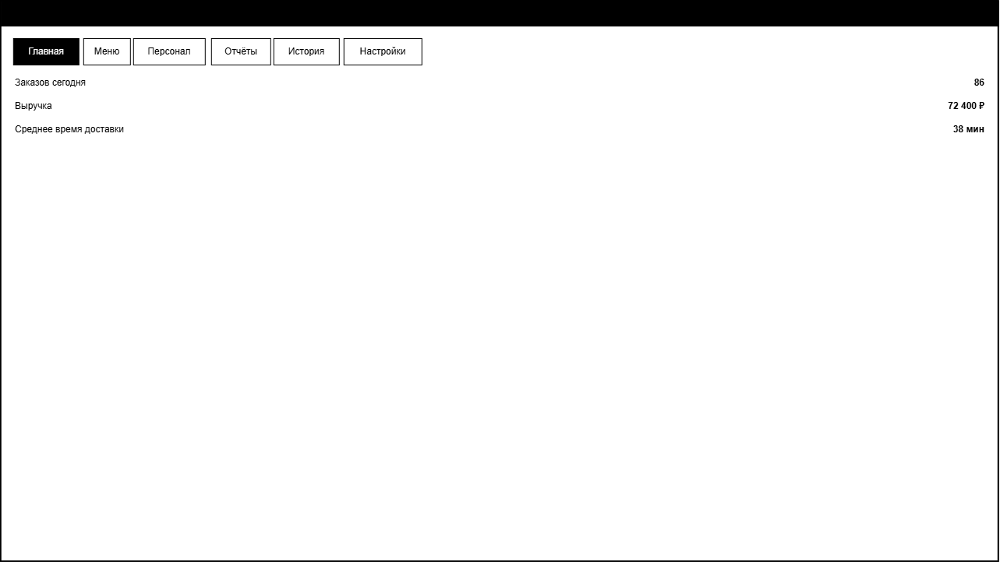 Главная Меню Персонал Отчёты История Настройки
Заказов сегодня 86
Выручка 72 400 ₽
Среднее время доставки 38 мин